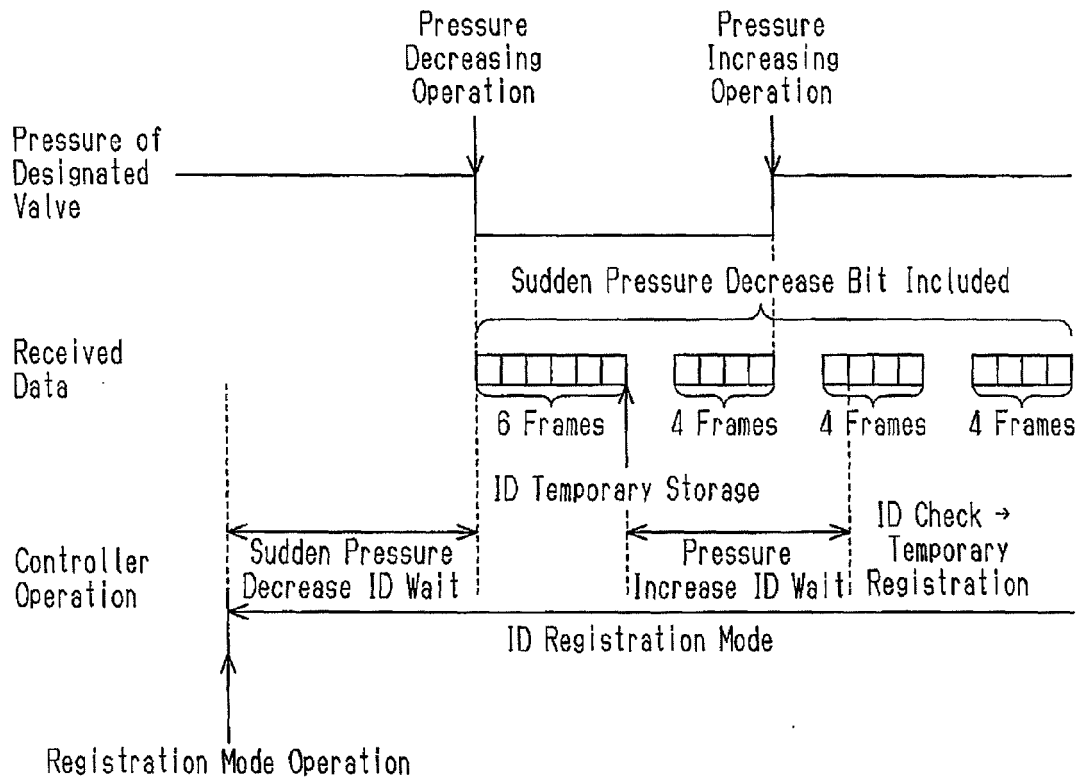 Pressure
Decreasing
Operation
Pressure
Increasing
Operation
Pressure of
Designated
Valve
Sudden Pressure Decrease Bit Included
Received
Data
6 Frames
4 Frames
4 Frames
4 Frames
ID Temporary Storage
Controller
Operation
Sudden Pressure
Decrease ID Wait
Pressure
Increase ID Wait
ID Check →
Temporary
Registration
ID Registration Mode
Registration Mode Operation